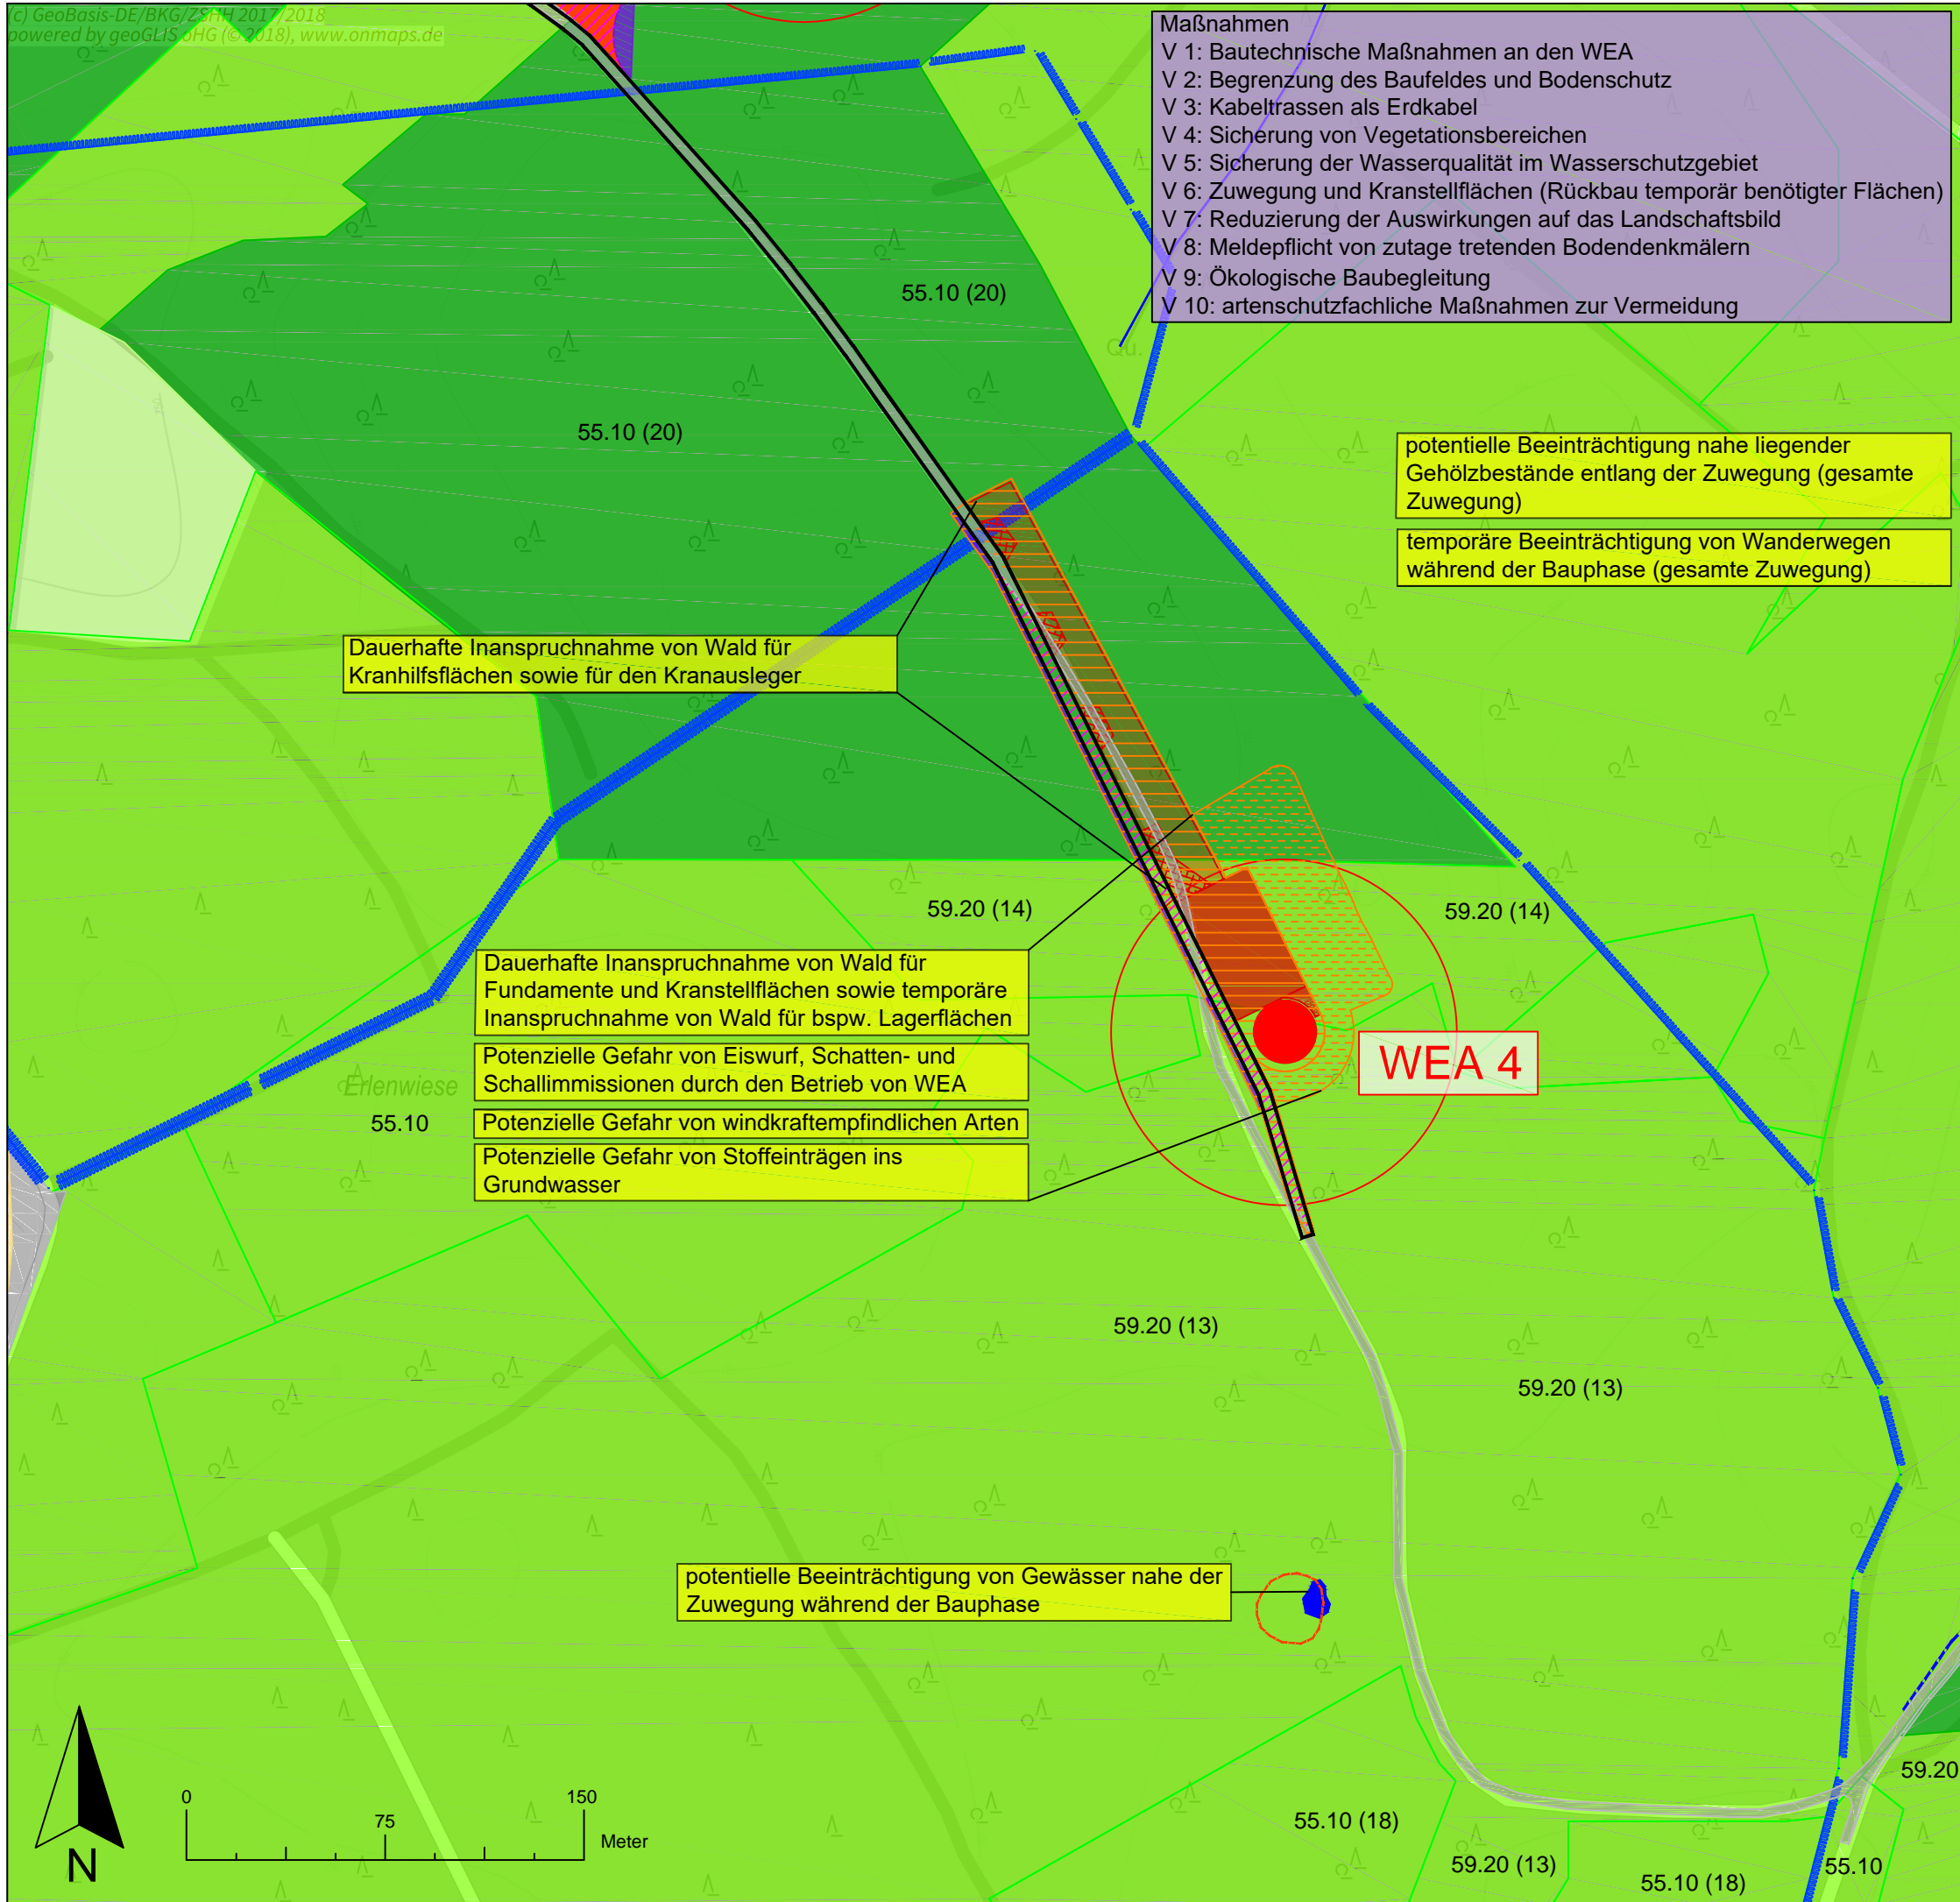 (c) GeoBasis-DE/BKG/ZSHH 2017/2018
powered by geoGLIS oHG (© 2018), www.onmaps.de
Maßnahmen
V 1: Bautechnische Maßnahmen an den WEA
V 2: Begrenzung des Baufeldes und Bodenschutz
V 3: Kabeltrassen als Erdkabel
V 4: Sicherung von Vegetationsbereichen
V 5: Sicherung der Wasserqualität im Wasserschutzgebiet
V 6: Zuwegung und Kranstellflächen (Rückbau temporär benötigter Flächen)
V 7: Reduzierung der Auswirkungen auf das Landschaftsbild
V 8: Meldepflicht von zutage tretenden Bodendenkmälern
V 9: Ökologische Baubegleitung
V 10: artenschutzfachliche Maßnahmen zur Vermeidung
55.10 (20)
Qu.
55.10 (20)
potentielle Beeinträchtigung nahe liegender
Gehölzbestände entlang der Zuwegung (gesamte
Zuwegung)
temporäre Beeinträchtigung von Wanderwegen
während der Bauphase (gesamte Zuwegung)
Dauerhafte Inanspruchnahme von Wald für
Kranhilfsflächen sowie für den Kranausleger
59.20 (14)
59.20 (14)
Dauerhafte Inanspruchnahme von Wald für
Fundamente und Kranstellflächen sowie temporäre
Inanspruchnahme von Wald für bspw. Lagerflächen
Potenzielle Gefahr von Eiswurf, Schatten- und
Schallimmissionen durch den Betrieb von WEA
WEA 4
Erlenwiese
55.10
Potenzielle Gefahr von windkraftempfindlichen Arten
Potenzielle Gefahr von Stoffeinträgen ins
Grundwasser
59.20 (13)
59.20 (13)
potentielle Beeinträchtigung von Gewässer nahe der
Zuwegung während der Bauphase
59.20
0
75
150
Meter
N
55.10 (18)
59.20 (13)
55.10 (18)
55.10